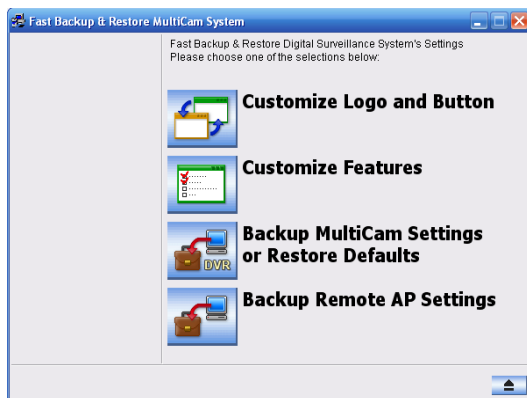 Fast Backup & Restore MultiCam System
Fast Backup & Restore Digital Surveillance System's Settings
Please choose one of the selections below:
Customize Logo and Button
Customize Features
Backup MultiCam Settings
or Restore Defaults
DVR
Backup Remote AP Settings